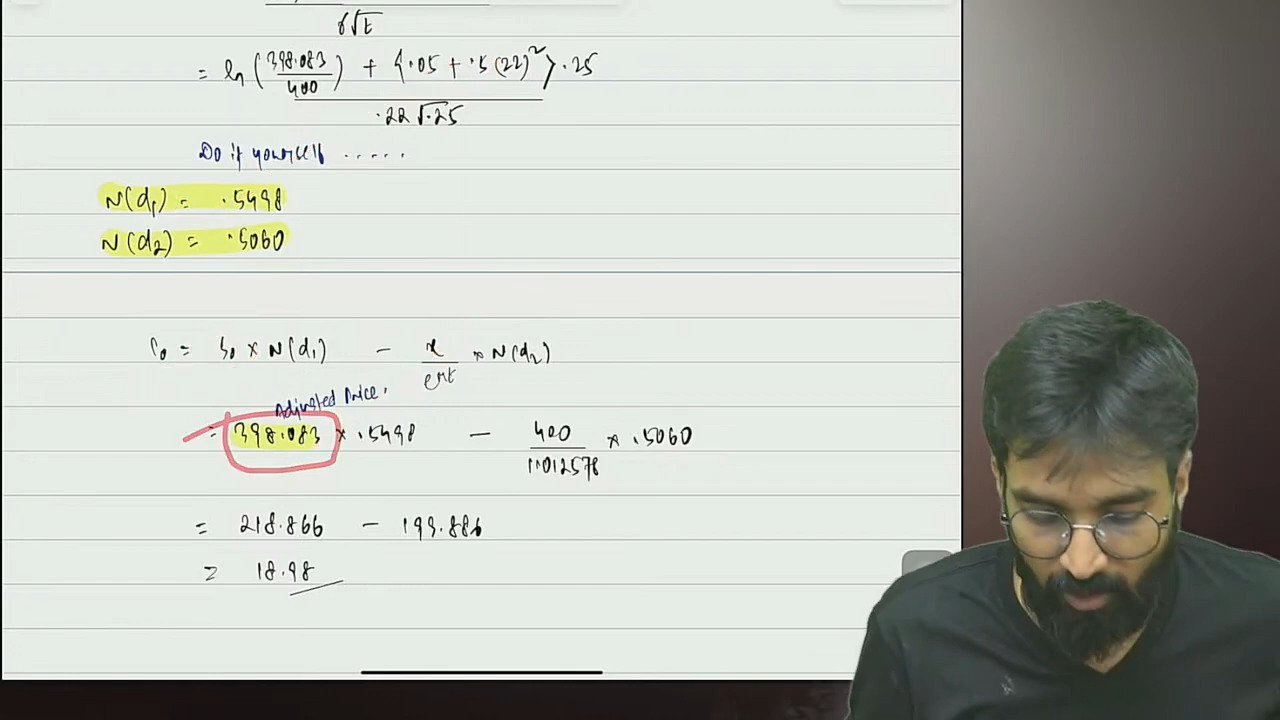 σ√t
= ln (398.083/400) + {.05 + .5(22)²} .25
.22 √.25
Do it yourself .....
N(d₁) = .5498
N(d₂) = .5060
C₀ = S₀ × N(d₁) - x/eʳᵗ × N(d₂)
Adjusted Price.
= 398.083 × .5498 - 400/1.012578 × .5060
= 218.866 - 199.886
= 18.98